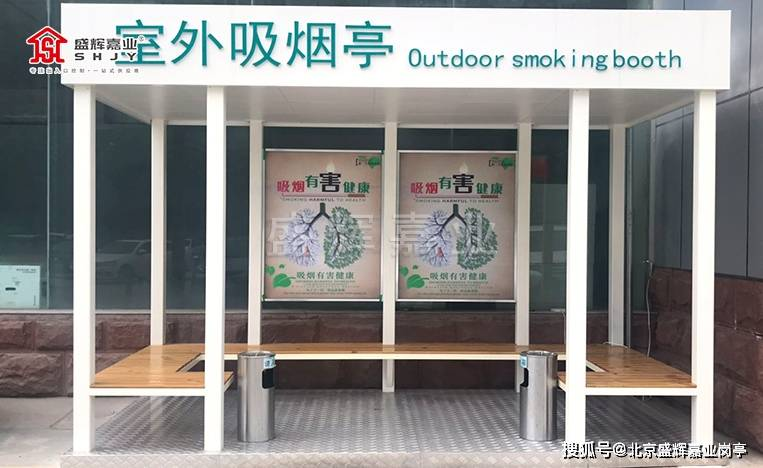 盛辉嘉业®
SHJY
室外吸烟亭 Outdoor smoking booth
吸烟有害健康
SMOKING HARMFUL TO HEALTH
吸烟有害健康
吸烟有害健康
SMOKING HARMFUL TO HEALTH
吸烟有害健康
盛辉嘉业
搜狐号@北京盛辉嘉业岗亭